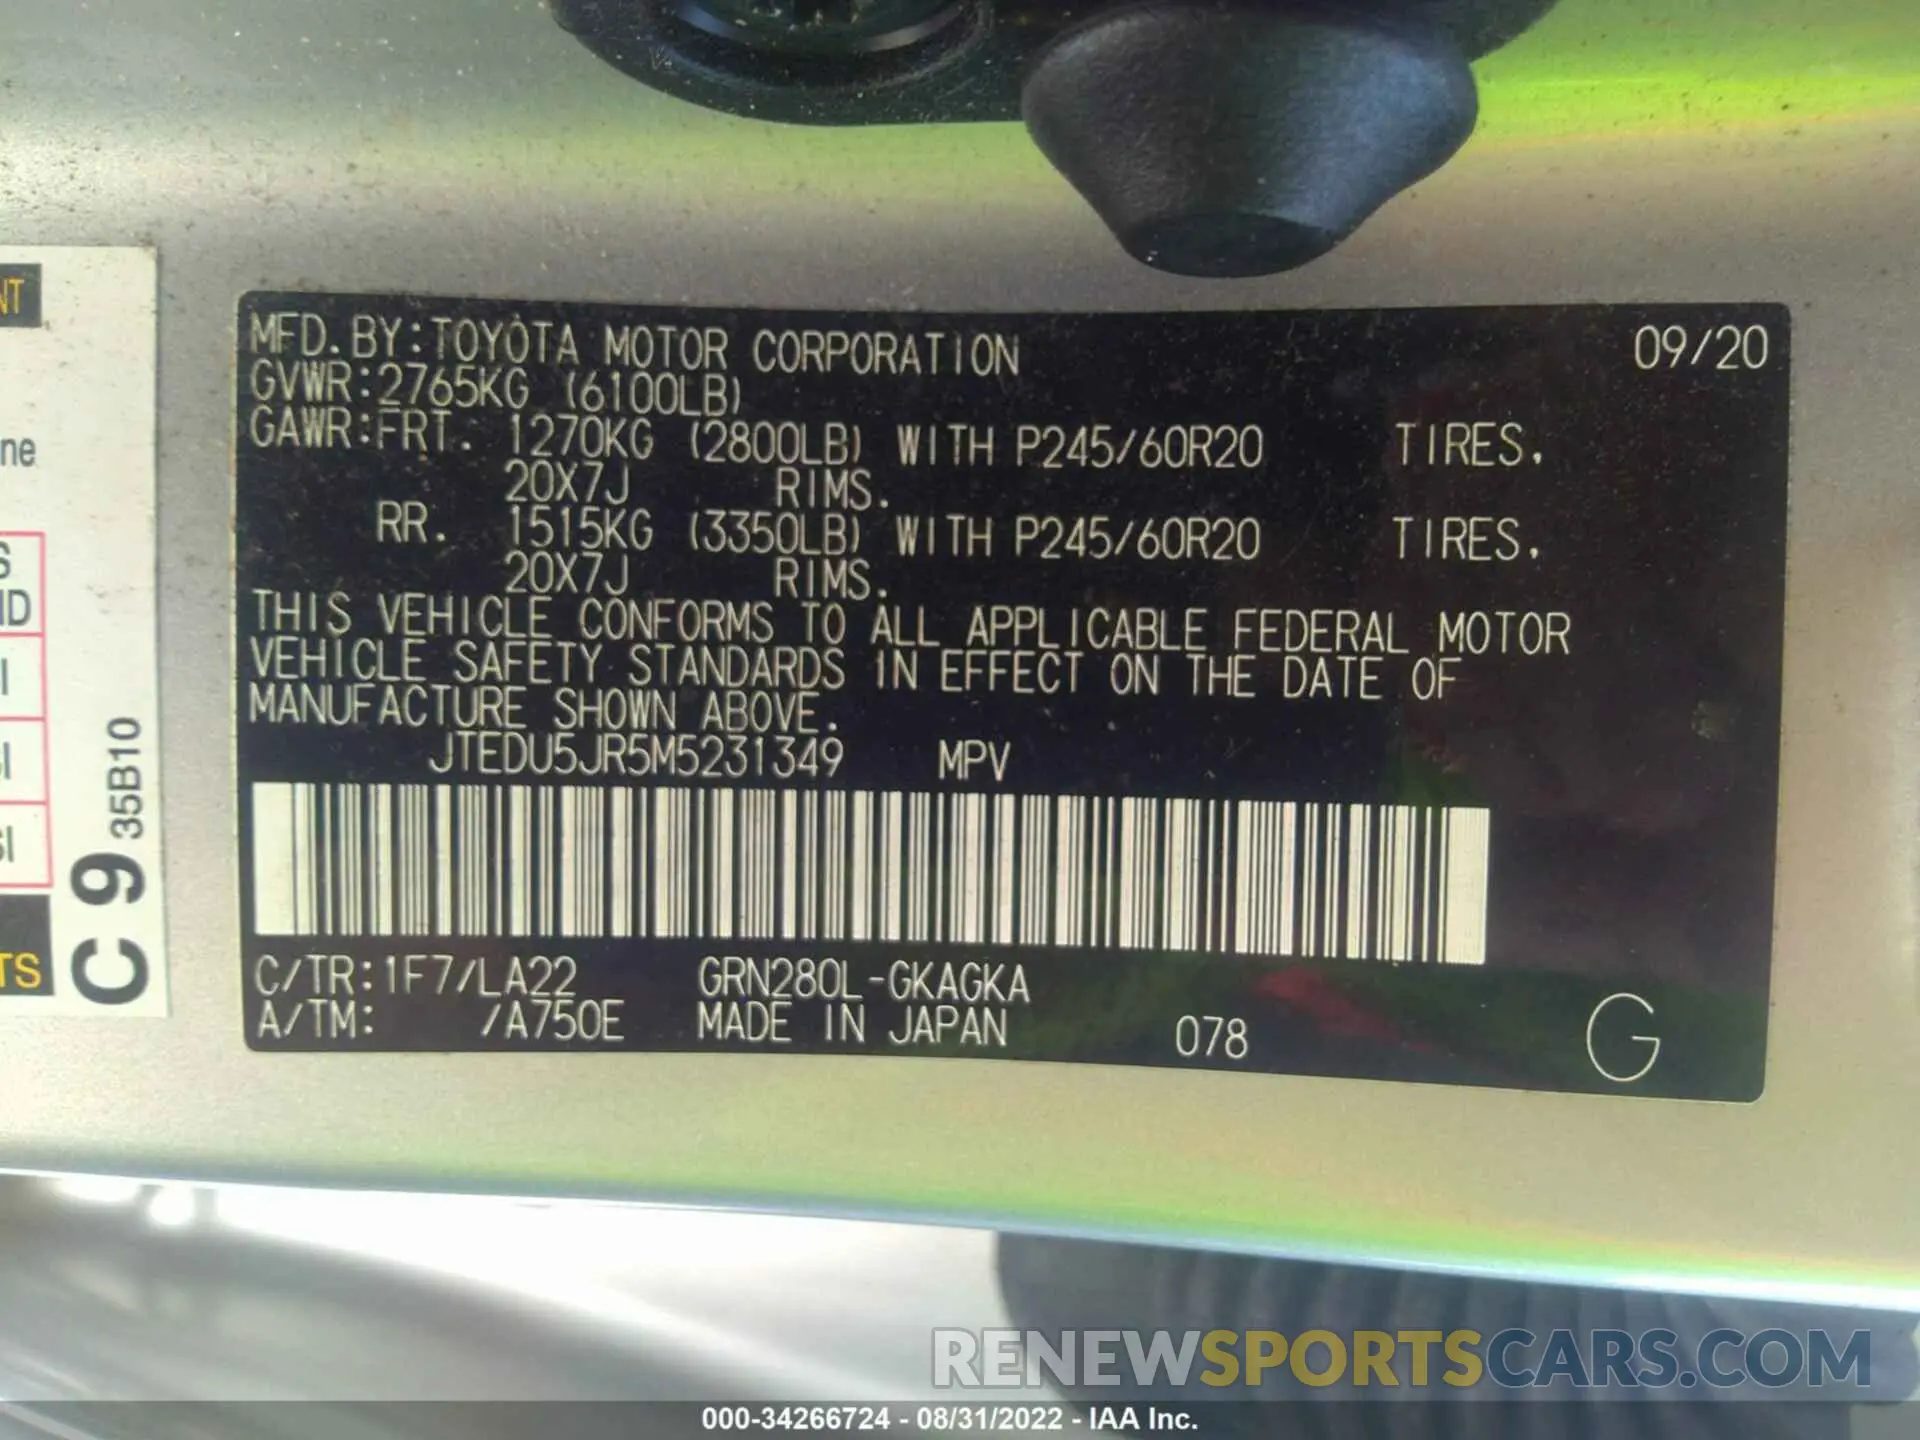 MFD.BY:TOYOTA MOTOR CORPORATION 09/20
GVWR:2765KG (6100LB)
GAWR:FRT. 1270KG (2800LB) WITH P245/60R20 TIRES,
20X7J RIMS.
RR. 1515KG (3350LB) WITH P245/60R20 TIRES,
20X7J RIMS.
THIS VEHICLE CONFORMS TO ALL APPLICABLE FEDERAL MOTOR
VEHICLE SAFETY STANDARDS IN EFFECT ON THE DATE OF
MANUFACTURE SHOWN ABOVE.
JTEDU5JR5M5231349 MPV
C/TR:1F7/LA22 GRN280L-GKAGKA
A/TM: /A750E MADE IN JAPAN 078 G
C 9 35B10
RENEWSPORTSCARS.COM
000-34266724 - 08/31/2022 - IAA Inc.